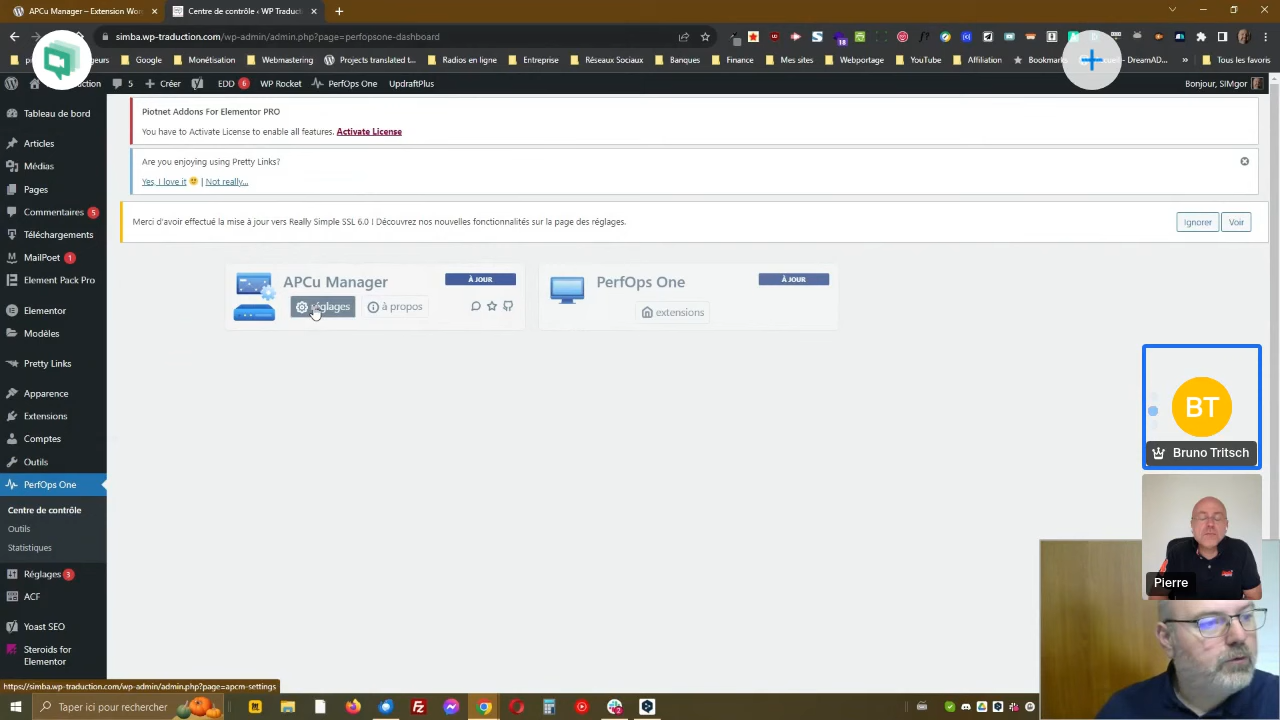 APCu Manager – Extension Wor
Centre de contrôle ‹ WP Traduc
simba.wp-traduction.com/wp-admin/admin.php?page=perfopsone-dashboard
Google
Monétisation
Webmastering
Projects translated t...
Radios en ligne
Entreprise
Réseaux Sociaux
Banques
Finance
Mes sites
Webportage
YouTube
Affiliation
Bookmarks
Accueil - DreamAD...
»
Tous les favoris
5
Créer
EDD 6
WP Rocket
PerfOps One
UpdraftPlus
Bonjour, SIMgor
Tableau de bord
Articles
Médias
Pages
Commentaires 5
Téléchargements
MailPoet 1
Element Pack Pro
Elementor
Modèles
Pretty Links
Apparence
Extensions
Comptes
Outils
PerfOps One
Centre de contrôle
Outils
Statistiques
Réglages 3
ACF
Yoast SEO
Steroids for
Elementor
Piotnet Addons For Elementor PRO
You have to Activate License to enable all features. Activate License
Are you enjoying using Pretty Links?
Yes, I love it | Not really...
Merci d'avoir effectué la mise à jour vers Really Simple SSL 6.0 ! Découvrez nos nouvelles fonctionnalités sur la page des réglages.
Ignorer
Voir
APCu Manager
À JOUR
réglages
à propos
PerfOps One
À JOUR
extensions
BT
Bruno Tritsch
Pierre
https://simba.wp-traduction.com/wp-admin/admin.php?page=apcm-settings
Taper ici pour rechercher